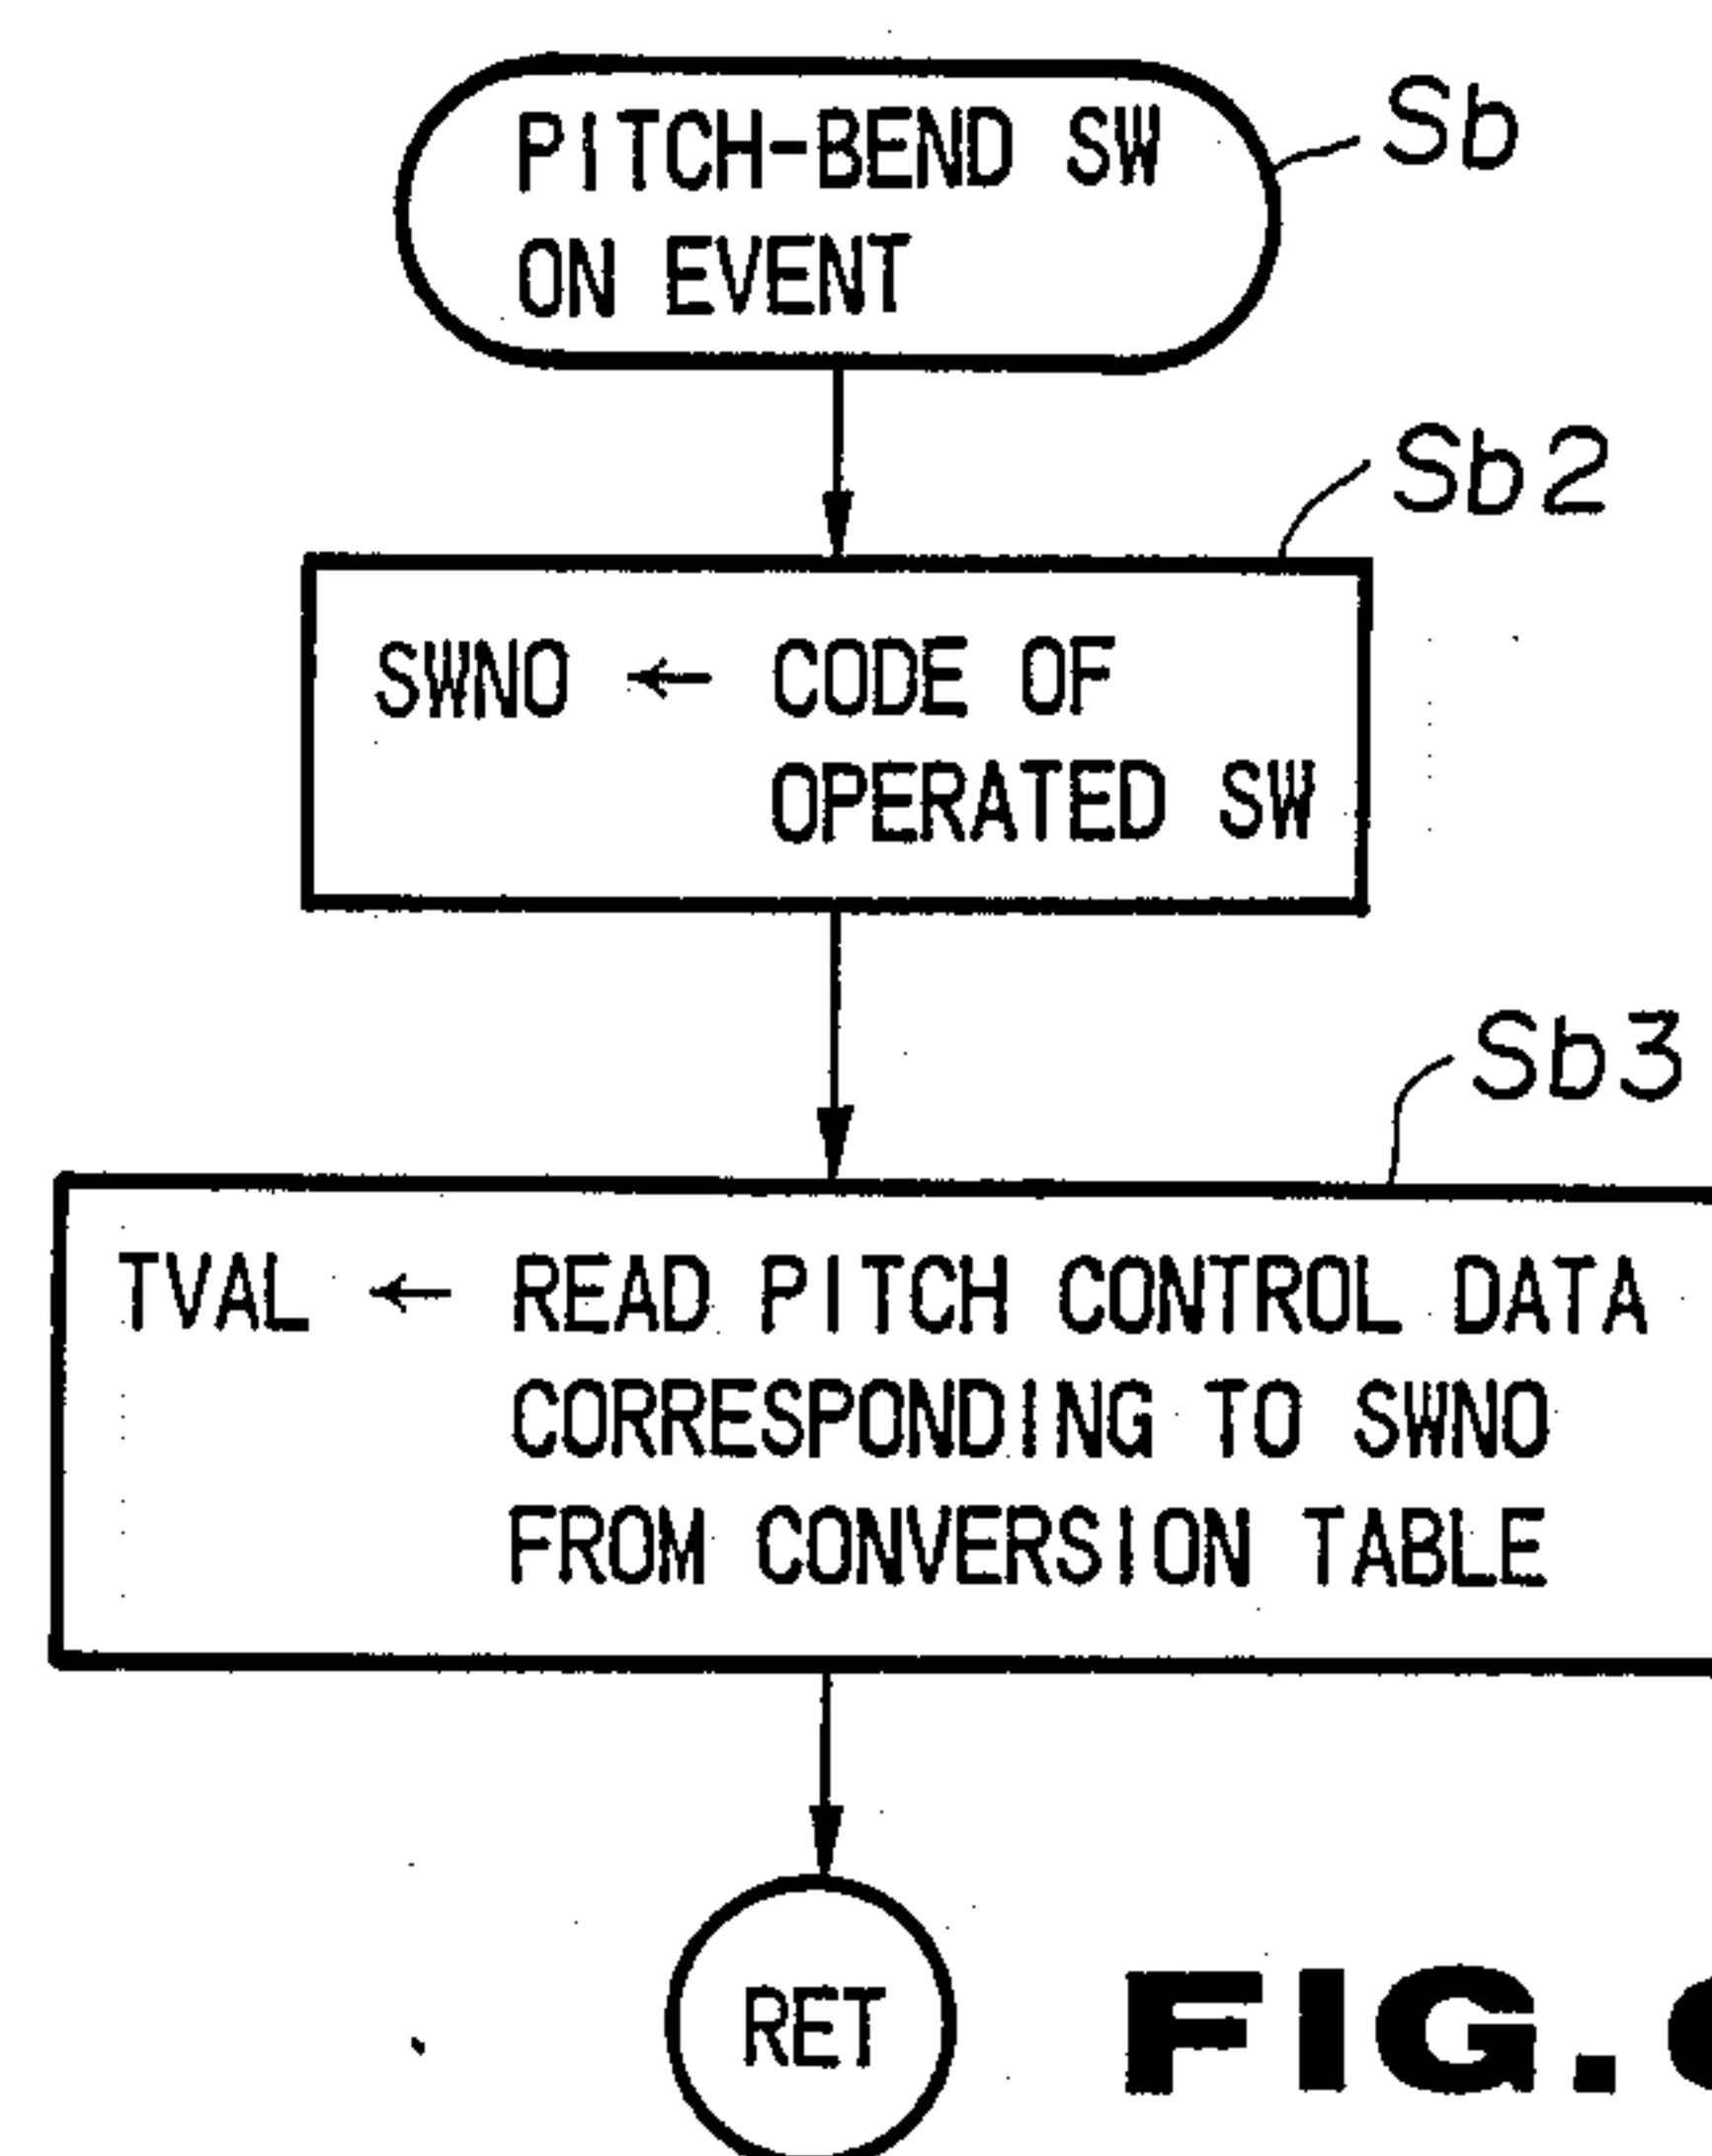 PITCH-BEND SW
ON EVENT
Sb
Sb2
SWNO ← CODE OF
OPERATED SW
Sb3
TVAL ← READ PITCH CONTROL DATA
CORRESPONDING TO SWNO
FROM CONVERSION TABLE
RET
FIG.